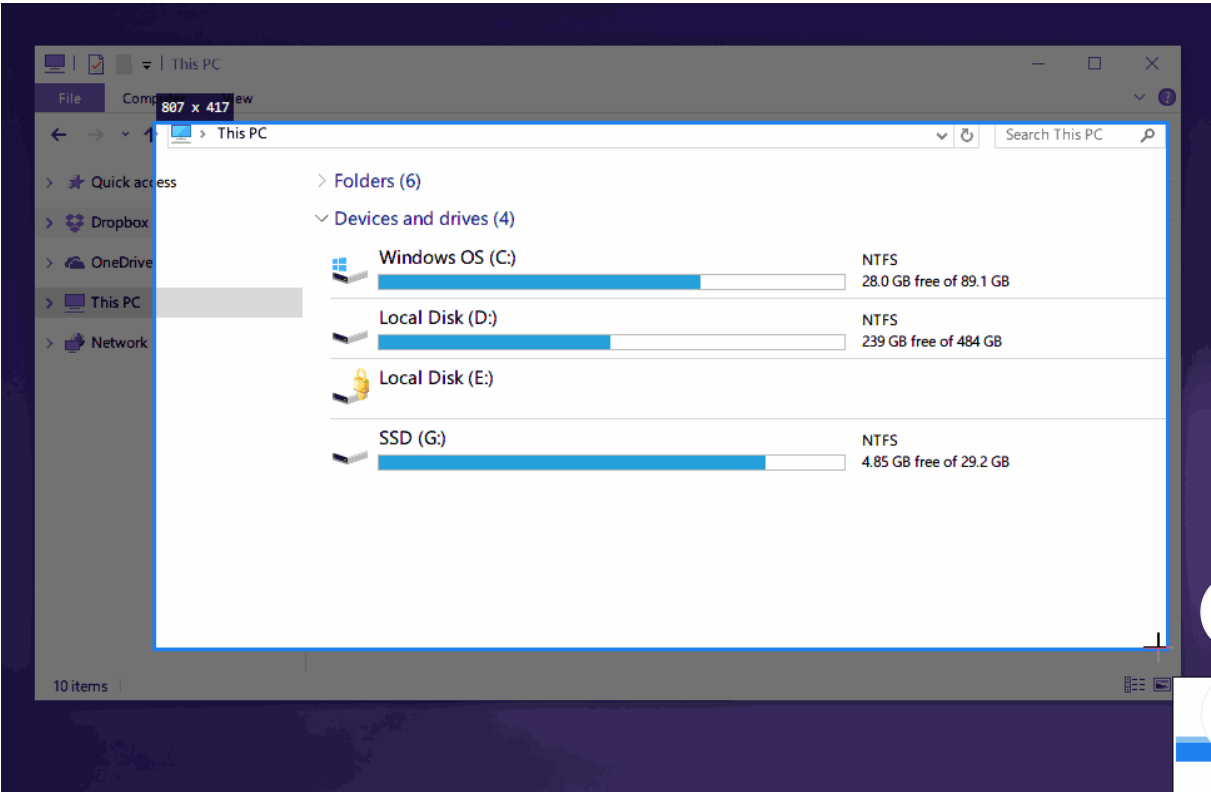 This PC
File Computer View
807 x 417
This PC
Search This PC
Quick access
Folders (6)
Dropbox
Devices and drives (4)
OneDrive
Windows OS (C:)
NTFS
28.0 GB free of 89.1 GB
This PC
Local Disk (D:)
NTFS
239 GB free of 484 GB
Network
Local Disk (E:)
SSD (G:)
NTFS
4.85 GB free of 29.2 GB
10 items